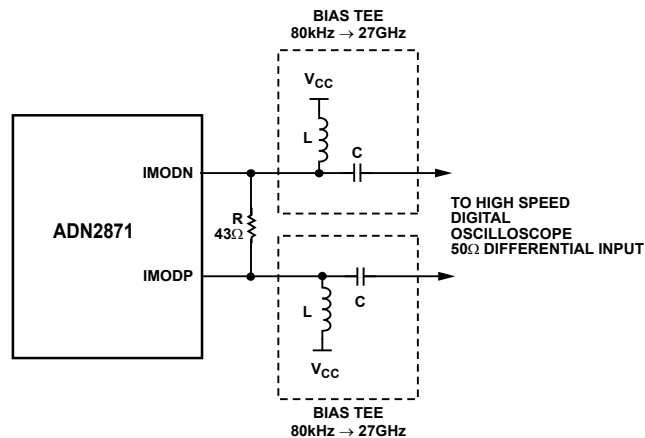 BIAS TEE
80kHz → 27GHz
VCC
L
C
IMODN
R
43Ω
ADN2871
TO HIGH SPEED
DIGITAL
OSCILLOSCOPE
50Ω DIFFERENTIAL INPUT
IMODP
C
L
VCC
BIAS TEE
80kHz → 27GHz